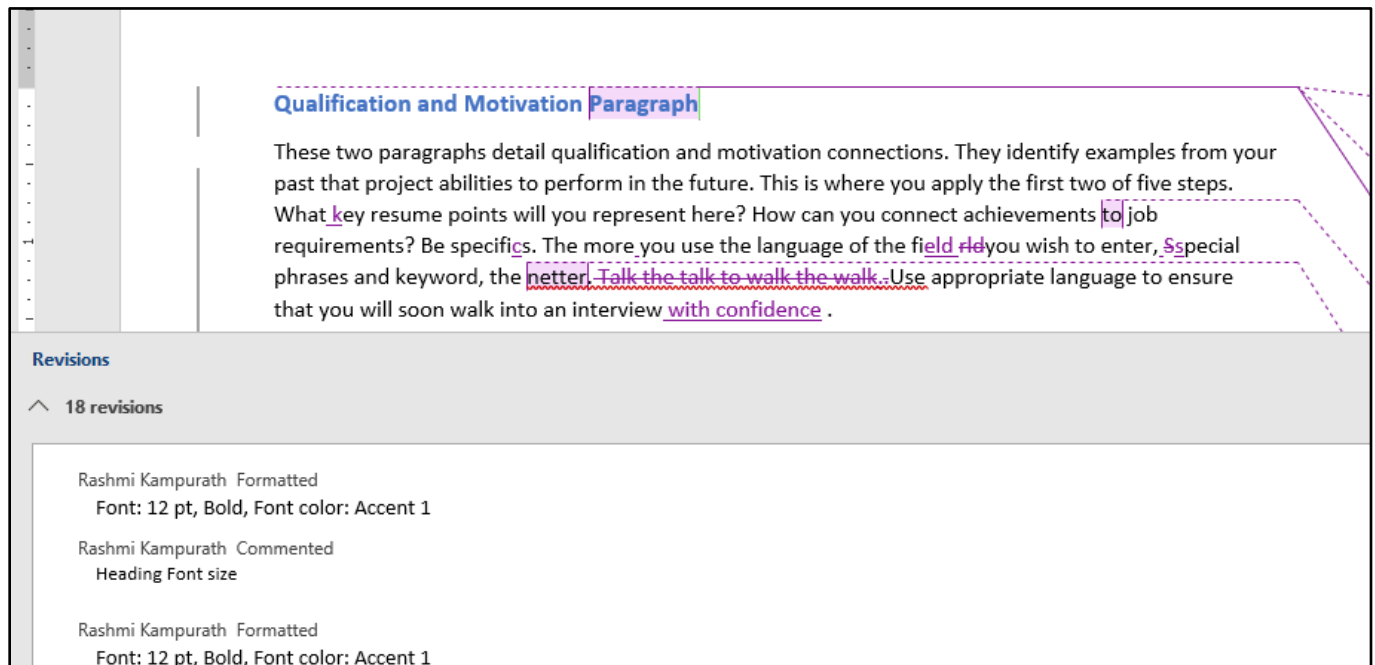 Qualification and Motivation Paragraph
These two paragraphs detail qualification and motivation connections. They identify examples from your
past that project abilities to perform in the future. This is where you apply the first two of five steps.
What key resume points will you represent here? How can you connect achievements to job
requirements? Be specifics. The more you use the language of the field rldyou wish to enter, Sspecial
phrases and keyword, the netter. Talk the talk to walk the walk..Use appropriate language to ensure
that you will soon walk into an interview with confidence .
1
Revisions
18 revisions
Rashmi Kampurath Formatted
Font: 12 pt, Bold, Font color: Accent 1
Rashmi Kampurath Commented
Heading Font size
Rashmi Kampurath Formatted
Font: 12 pt, Bold, Font color: Accent 1